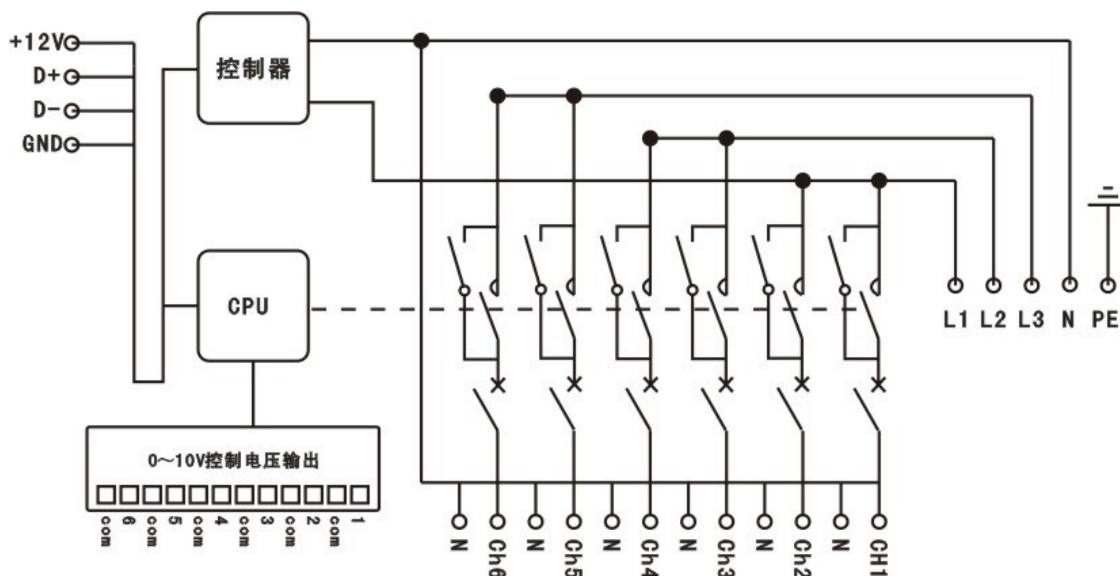 +12V
D+
D-
GND
控制器
CPU
L1 L2 L3 N PE
0～10V控制电压输出
com 6 com 5 com 4 com 3 com 2 com 1
N Ch6 N Ch5 N Ch4 N Ch3 N Ch2 N CH1